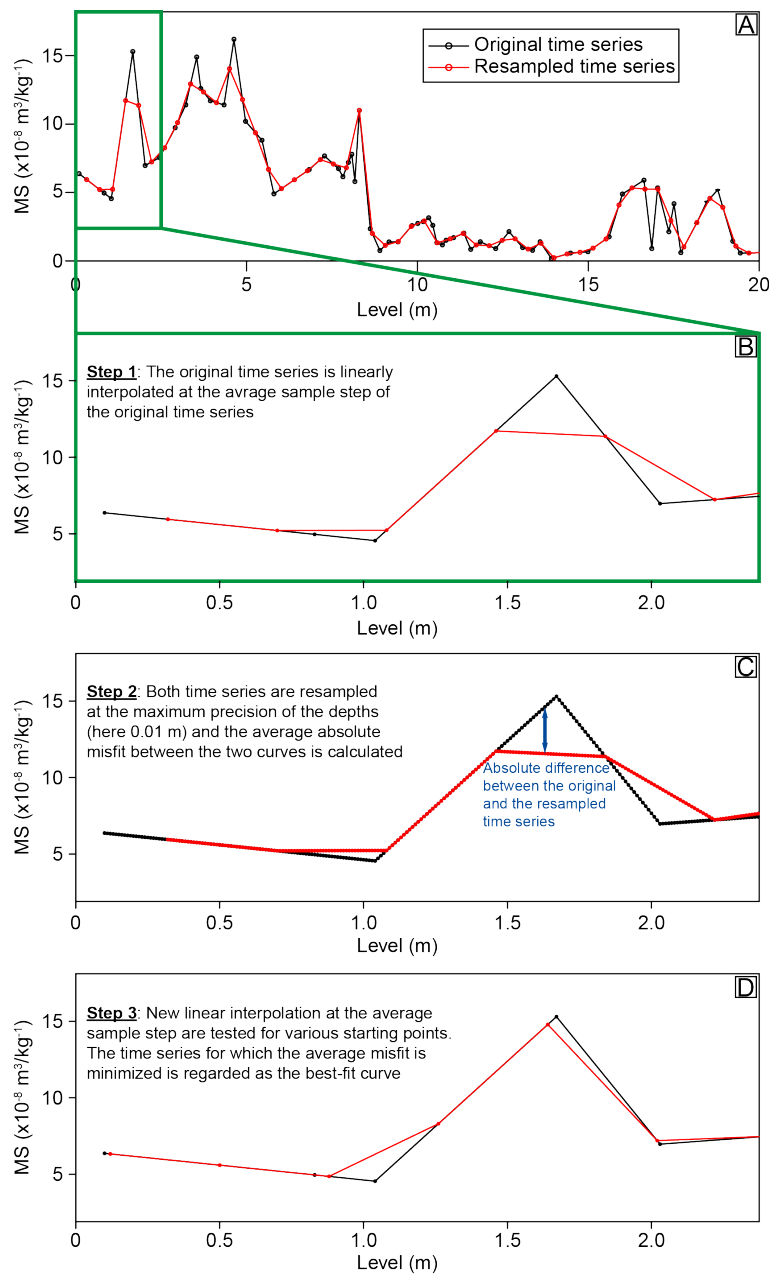 A
Original time series
Resampled time series
MS (x10⁻⁸ m³/kg⁻¹)
15
10
5
0
0 5 10 15 20
Level (m)
B
Step 1: The original time series is linearly
interpolated at the avrage sample step of
the original time series
MS (x10⁻⁸ m³/kg⁻¹)
15
10
5
0 0.5 1.0 1.5 2.0
Level (m)
C
Step 2: Both time series are resampled
at the maximum precision of the depths
(here 0.01 m) and the average absolute
misfit between the two curves is calculated
Absolute difference
between the original
and the resampled
time series
MS (x10⁻⁸ m³/kg⁻¹)
15
10
5
0 0.5 1.0 1.5 2.0
Level (m)
D
Step 3: New linear interpolation at the average
sample step are tested for various starting points.
The time series for which the average misfit is
minimized is regarded as the best-fit curve
MS (x10⁻⁸ m³/kg⁻¹)
15
10
5
0 0.5 1.0 1.5 2.0
Level (m)